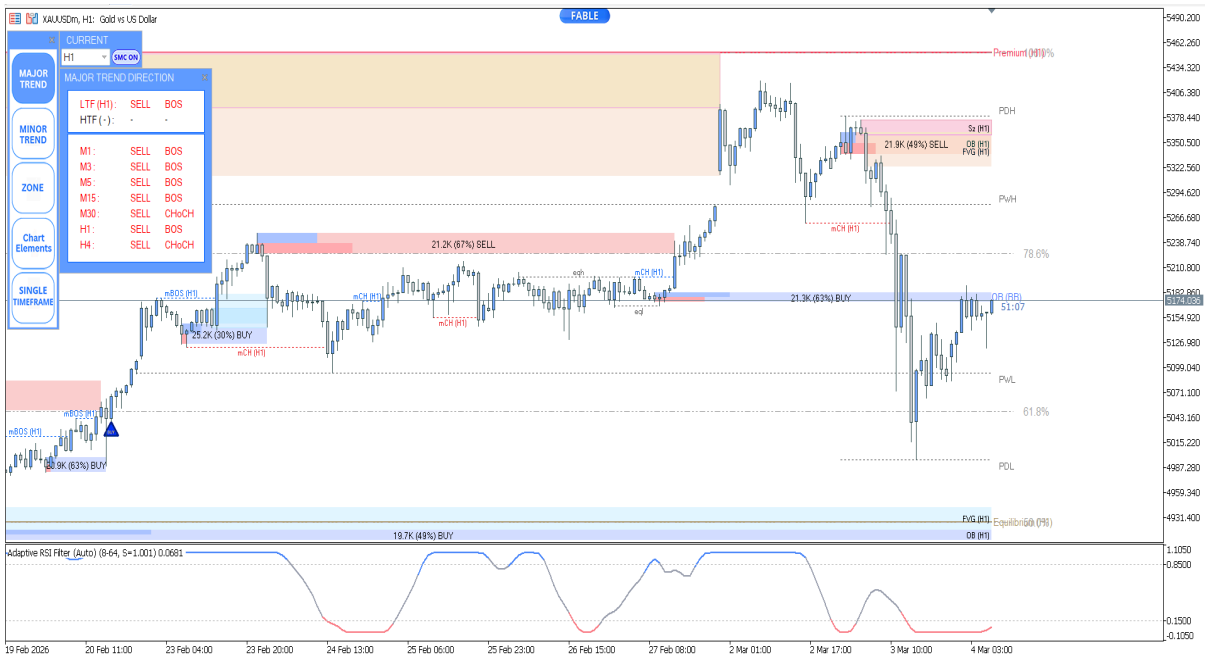 XAUUSDm, H1: Gold vs US Dollar
FABLE
CURRENT
H1
SMC ON
MAJOR TREND
MINOR TREND
ZONE
Chart Elements
SINGLE TIMEFRAME
MAJOR TREND DIRECTION
LTF (H1) : SELL BOS
HTF ( - ) : - -
M1 : SELL BOS
M3 : SELL BOS
M5 : SELL BOS
M15 : SELL BOS
M30 : SELL CHoCH
H1 : SELL BOS
H4 : SELL CHoCH
Premium (H1)
PDH
Sz (H1)
21.9K (49%) SELL
OB (H1)
FVG (H1)
PWH
mCH (H1)
21.2K (67%) SELL
78.6%
eqh
mCH (H1)
mBOS (H1)
mCH (H1)
21.3K (63%) BUY
OB (BB)
51:07
eql
mCH (H1)
25.2K (30%) BUY
mCH (H1)
PWL
mBOS (H1)
61.8%
mBOS (H1)
(63%) BUY
PDL
FVG (H1)
Equilibrium
19.7K (49%) BUY
OB (H1)
5490.200
5462.260
5434.320
5406.380
5378.440
5350.500
5322.560
5294.620
5266.680
5238.740
5210.800
5182.860
5174.036
5154.920
5126.980
5099.040
5071.100
5043.160
5015.220
4987.280
4959.340
4931.400
Adaptive RSI Filter (Auto) (8-64, S=1.001) 0.0681
1.1050
0.8500
0.1500
-0.1050
19 Feb 2026
20 Feb 11:00
23 Feb 04:00
23 Feb 20:00
24 Feb 13:00
25 Feb 06:00
25 Feb 23:00
26 Feb 15:00
27 Feb 08:00
2 Mar 01:00
2 Mar 17:00
3 Mar 10:00
4 Mar 03:00